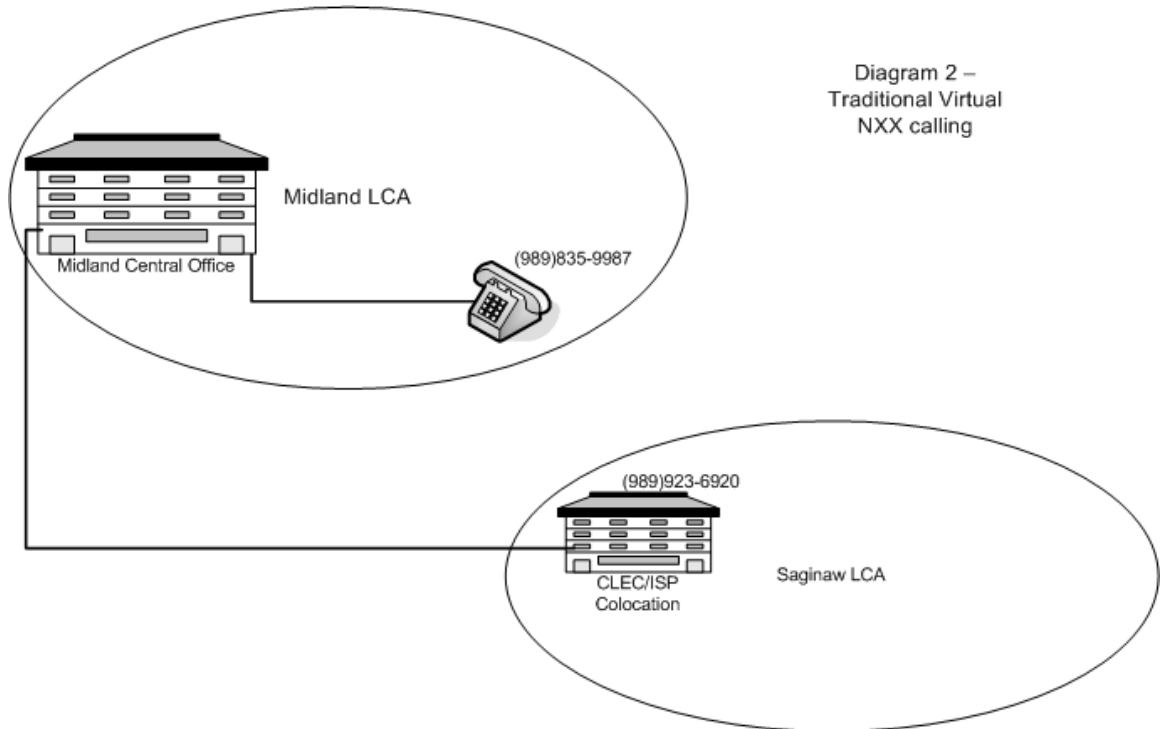 Diagram 2 –
Traditional Virtual
NXX calling
Midland LCA
Midland Central Office
(989)835-9987
(989)923-6920
CLEC/ISP
Colocation
Saginaw LCA